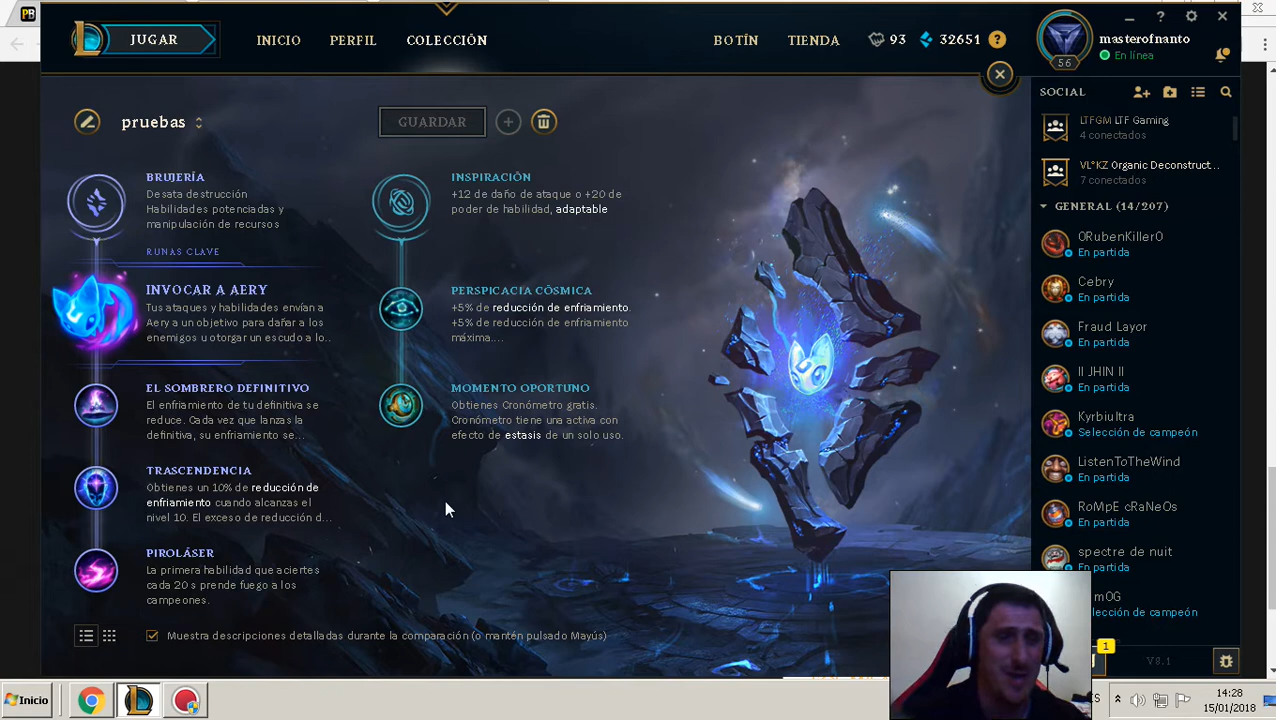 PB
JUGAR
INICIO
PERFIL
COLECCIÓN
BOTÍN
TIENDA
93
32651
?
masterofnanto
En línea
56
SOCIAL
pruebas
GUARDAR
BRUJERÍA
Desata destrucción
Habilidades potenciadas y
manipulación de recursos
RUNAS CLAVE
INVOCAR A AERY
Tus ataques y habilidades envían a
Aery a un objetivo para dañar a los
enemigos u otorgar un escudo a lo..
EL SOMBRERO DEFINITIVO
El enfriamiento de tu definitiva se
reduce. Cada vez que lanzas la
definitiva, su enfriamiento se...
TRASCENDENCIA
Obtienes un 10% de reducción de
enfriamiento cuando alcanzas el
nivel 10. El exceso de reducción d...
PIROLÁSER
La primera habilidad que aciertes
cada 20 s prende fuego a los
campeones.
INSPIRACIÓN
+12 de daño de ataque o +20 de
poder de habilidad, adaptable
PERSPICACIA CÓSMICA
+5% de reducción de enfriamiento.
+5% de reducción de enfriamiento
máxima....
MOMENTO OPORTUNO
Obtienes Cronómetro gratis.
Cronómetro tiene una activa con
efecto de estasis de un solo uso.
Muestra descripciones detalladas durante la comparación (o mantén pulsado Mayús)
LTFGM LTF Gaming
4 conectados
VL*KZ Organic Deconstruct...
7 conectados
GENERAL (14/207)
0RubenKiller0
En partida
Cebry
En partida
Fraud Layor
En partida
II JHIN II
En partida
Kyrbiultra
Selección de campeón
ListenToTheWind
En partida
RoMpE cRaNeOs
En partida
spectre de nuit
En partida
mOG
elección de campeón
1
V8.1
Inicio
ES
14:28
15/01/2018